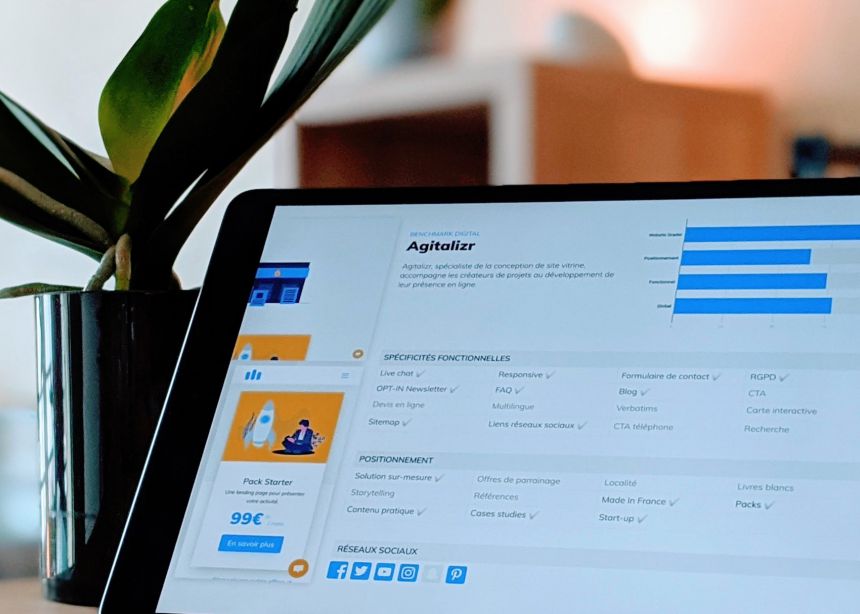 BENCHMARK DIGITAL
Agitalizr
Agitalizr, spécialiste de la conception de site vitrine,
accompagne les créateurs de projets au développement de
leur présence en ligne.
Website Grader
Positionnement
Fonctionnel
Global
SPÉCIFICITÉS FONCTIONNELLES
Live chat ✓ Responsive ✓ Formulaire de contact ✓ RGPD ✓
OPT-IN Newsletter ✓ FAQ ✓ Blog ✓ CTA
Devis en ligne Multilingue Verbatims Carte interactive
Sitemap ✓ Liens réseaux sociaux ✓ CTA téléphone Recherche
POSITIONNEMENT
Solution sur-mesure ✓ Offres de parrainage Localité Livres blancs
Storytelling Références Made In France ✓ Packs ✓
Contenu pratique ✓ Cases studies ✓ Start-up ✓
RÉSEAUX SOCIAUX
Pack Starter
Une landing page pour présenter
votre activité.
99€
En savoir plus